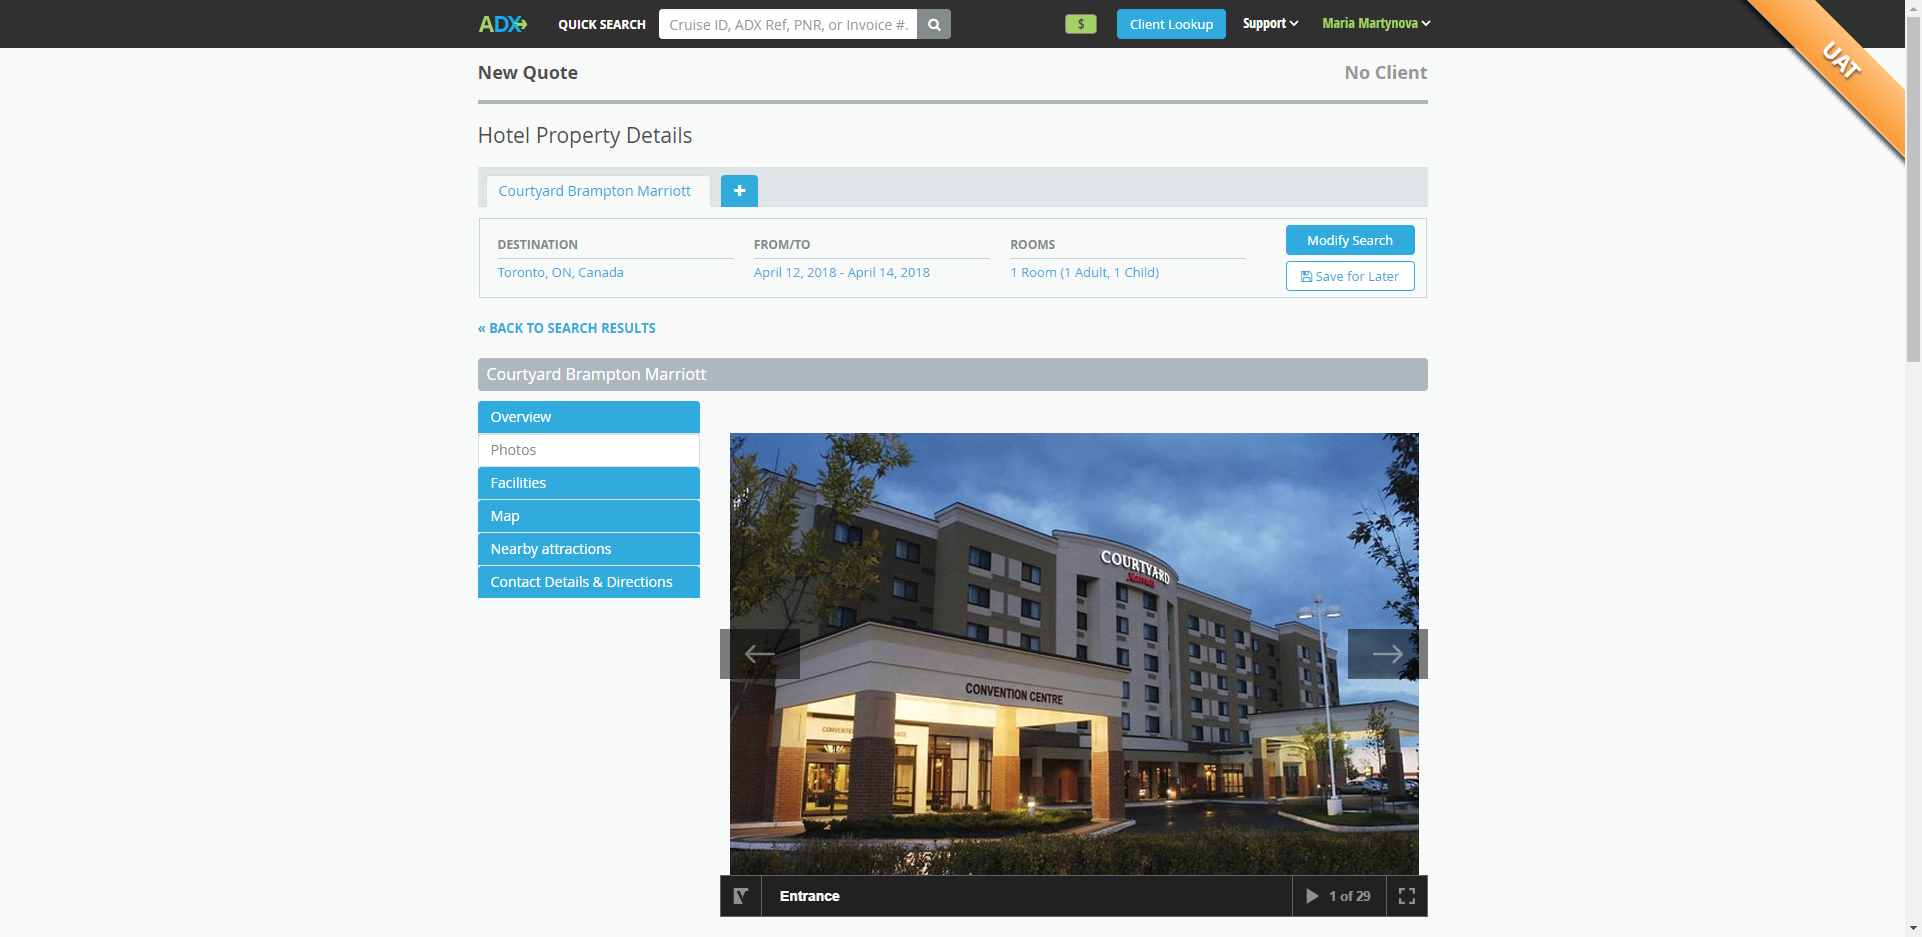 ADX
QUICK SEARCH
Cruise ID, ADX Ref, PNR, or Invoice #.
$
Client Lookup
Support
Maria Martynova
UAT
New Quote
No Client
Hotel Property Details
Courtyard Brampton Marriott
+
DESTINATION
FROM/TO
ROOMS
Modify Search
Toronto, ON, Canada
April 12, 2018 - April 14, 2018
1 Room (1 Adult, 1 Child)
Save for Later
« BACK TO SEARCH RESULTS
Courtyard Brampton Marriott
Overview
Photos
Facilities
Map
Nearby attractions
Contact Details & Directions
COURTYARD
Marriott
CONVENTION CENTRE
Entrance
1 of 29